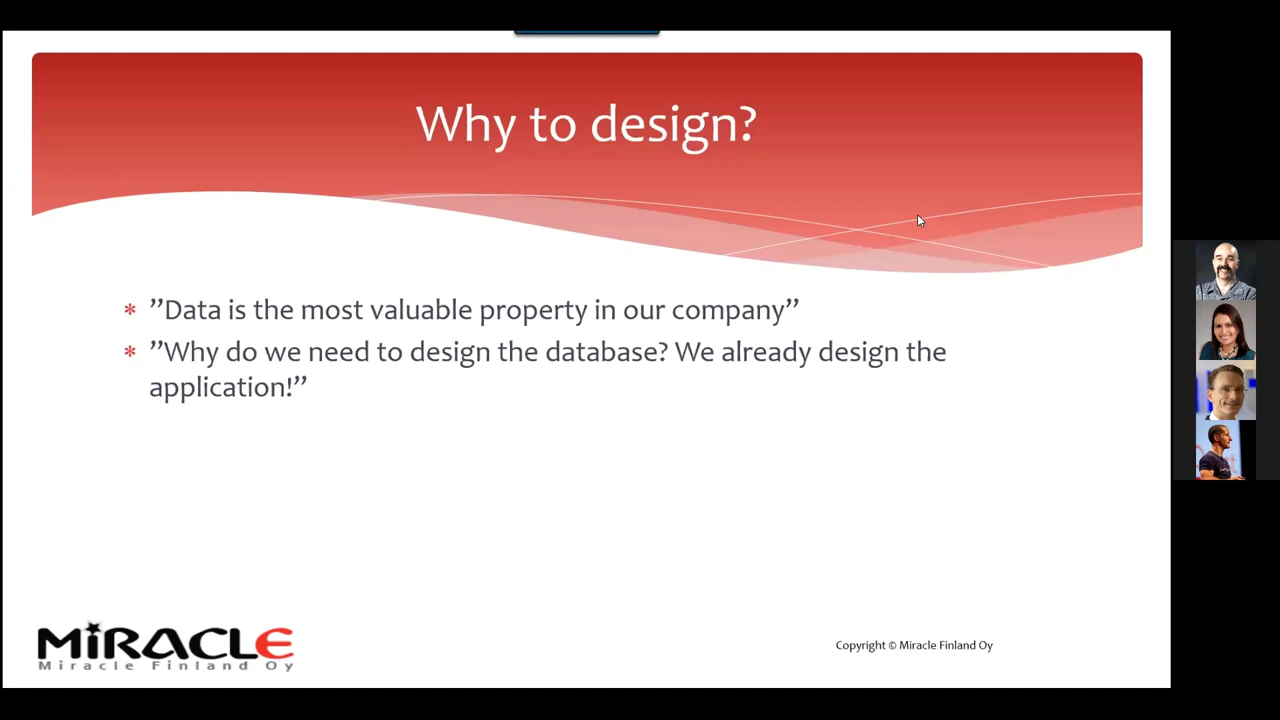 Why to design?
”Data is the most valuable property in our company”
”Why do we need to design the database? We already design the
application!”
MiRACLE
Miracle Finland Oy
Copyright © Miracle Finland Oy